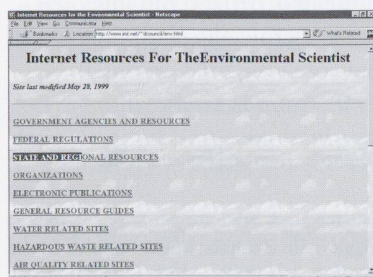 Internet Resources for the Environmental Scientist - Netscape
File Edit View Go Communicator Help
Bookmarks Location: What's Related
Internet Resources For TheEnvironmental Scientist
Site last modified May 28, 1999
GOVERNMENT AGENCIES AND RESOURCES
FEDERAL REGULATIONS
STATE AND REGIONAL RESOURCES
ORGANIZATIONS
ELECTRONIC PUBLICATIONS
GENERAL RESOURCE GUIDES
WATER RELATED SITES
HAZARDOUS WASTE RELATED SITES
AIR QUALITY RELATED SITES